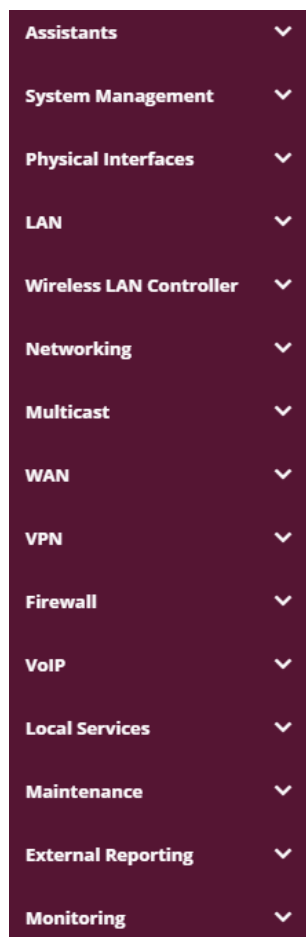 Assistants
System Management
Physical Interfaces
LAN
Wireless LAN Controller
Networking
Multicast
WAN
VPN
Firewall
VoIP
Local Services
Maintenance
External Reporting
Monitoring